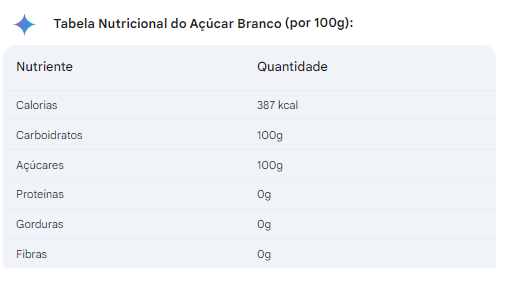 Tabela Nutricional do Açúcar Branco (por 100g):
Nutriente Quantidade
Calorias 387 kcal
Carboidratos 100g
Açúcares 100g
Proteínas 0g
Gorduras 0g
Fibras 0g